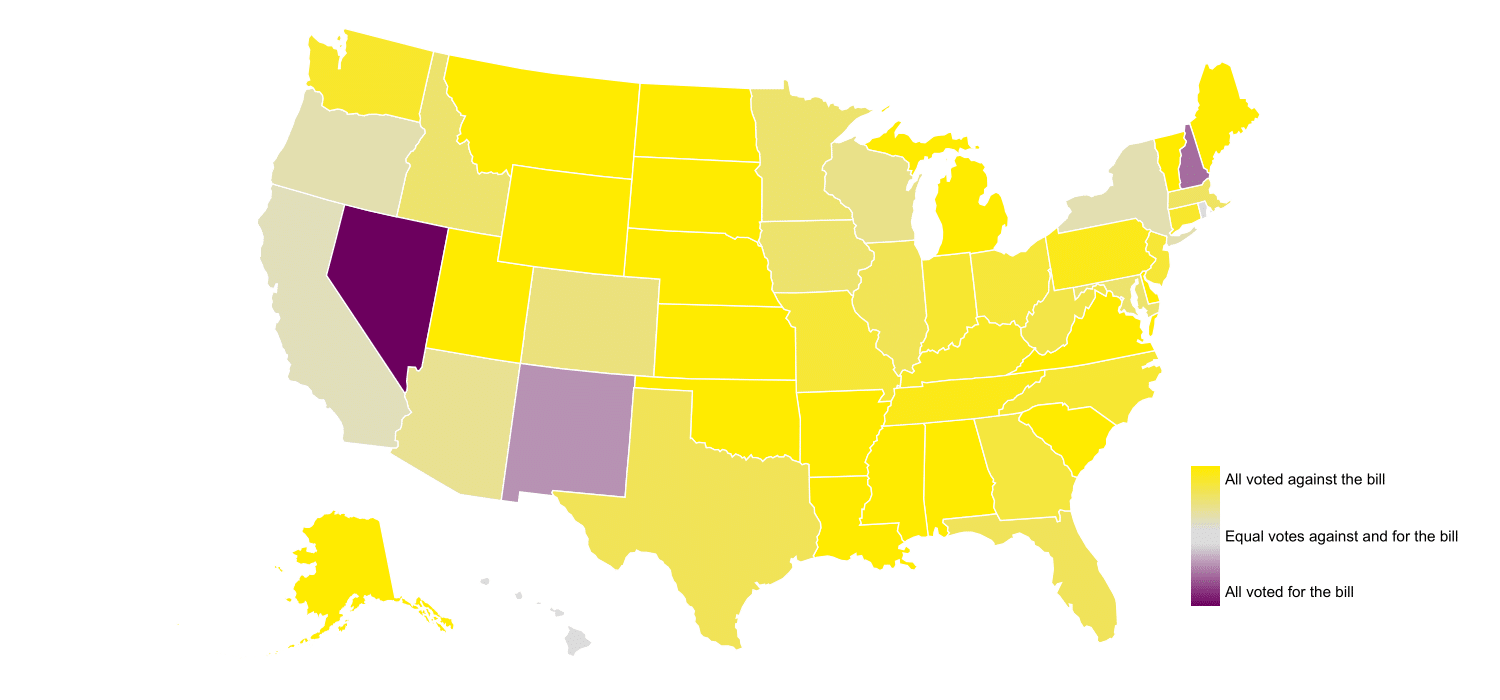 All voted against the bill
Equal votes against and for the bill
All voted for the bill